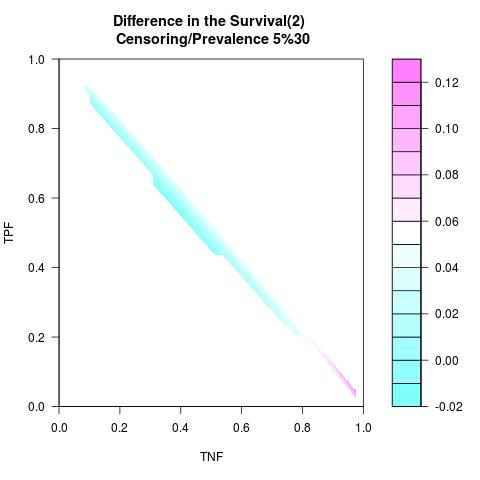 Difference in the Survival(2)
Censoring/Prevalence 5%30
1.0
0.8
0.6
0.4
0.2
0.0
TPF
0.0 0.2 0.4 0.6 0.8 1.0
TNF
0.12
0.10
0.08
0.06
0.04
0.02
0.00
-0.02